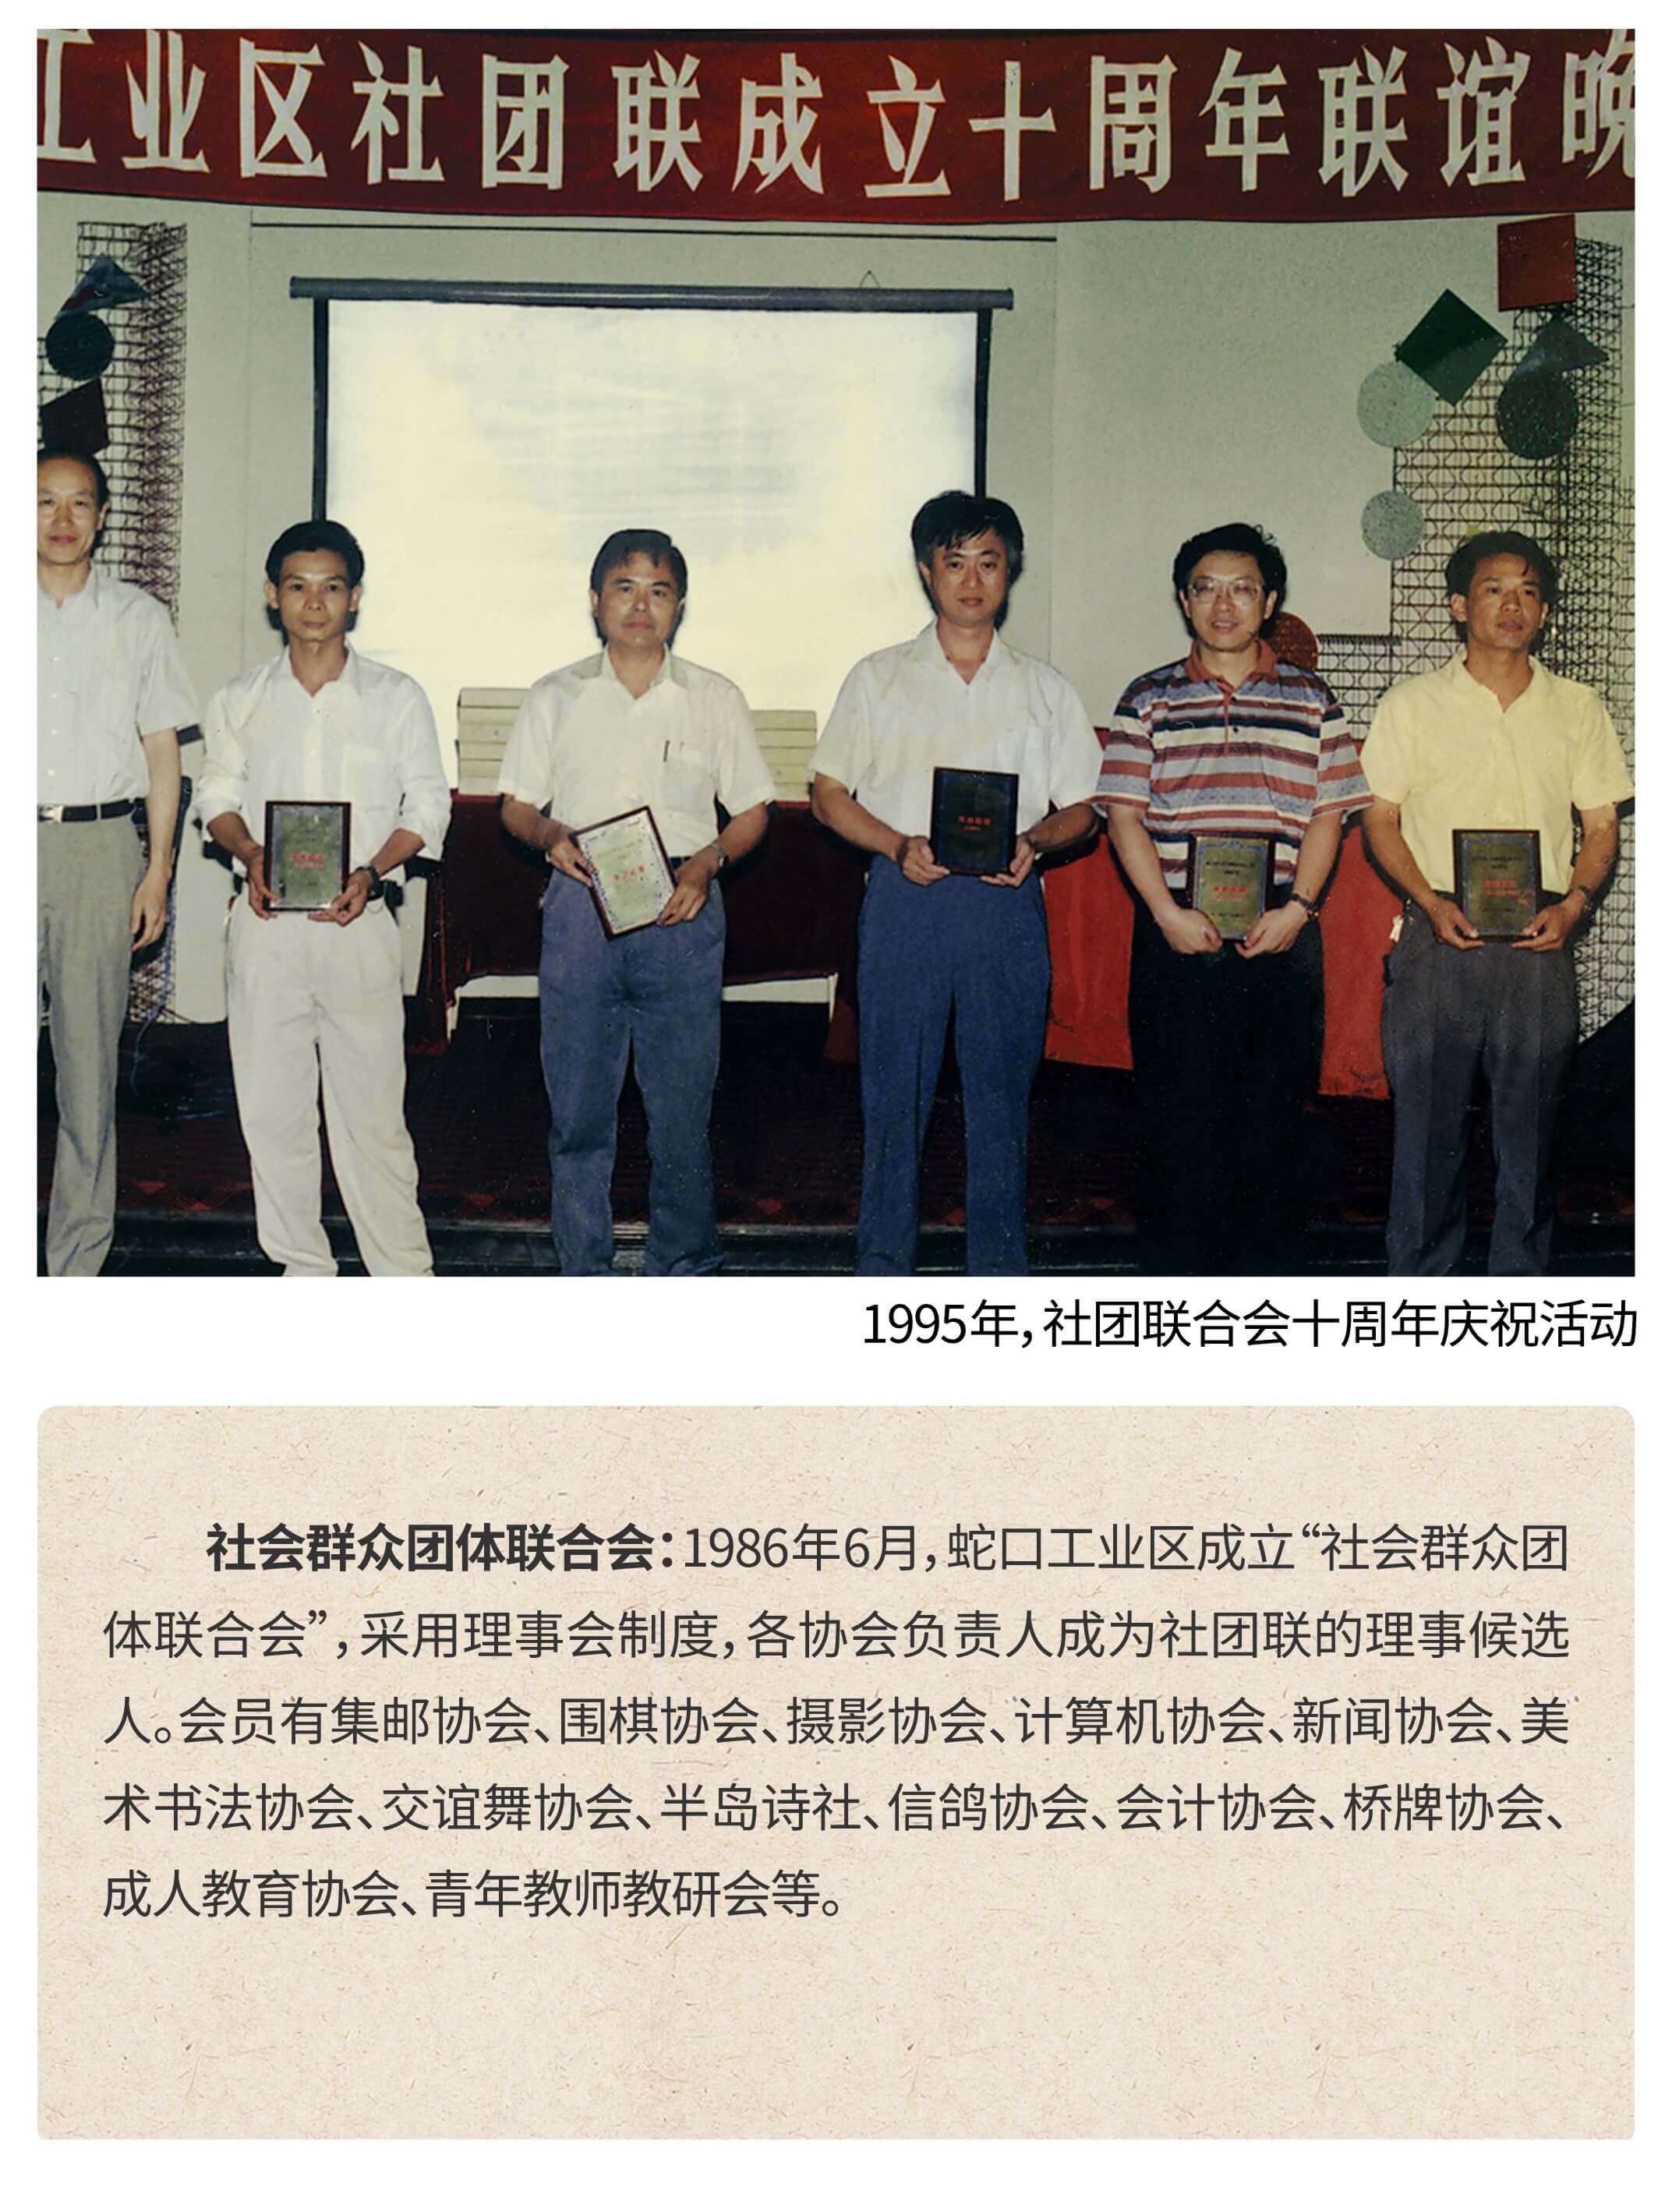 工业区社团联成立十周年联谊晚
1995年，社团联合会十周年庆祝活动
社会群众团体联合会：1986年6月，蛇口工业区成立“社会群众团
体联合会”，采用理事会制度，各协会负责人成为社团联的理事候选
人。会员有集邮协会、围棋协会、摄影协会、计算机协会、新闻协会、美
术书法协会、交谊舞协会、半岛诗社、信鸽协会、会计协会、桥牌协会、
成人教育协会、青年教师教研会等。